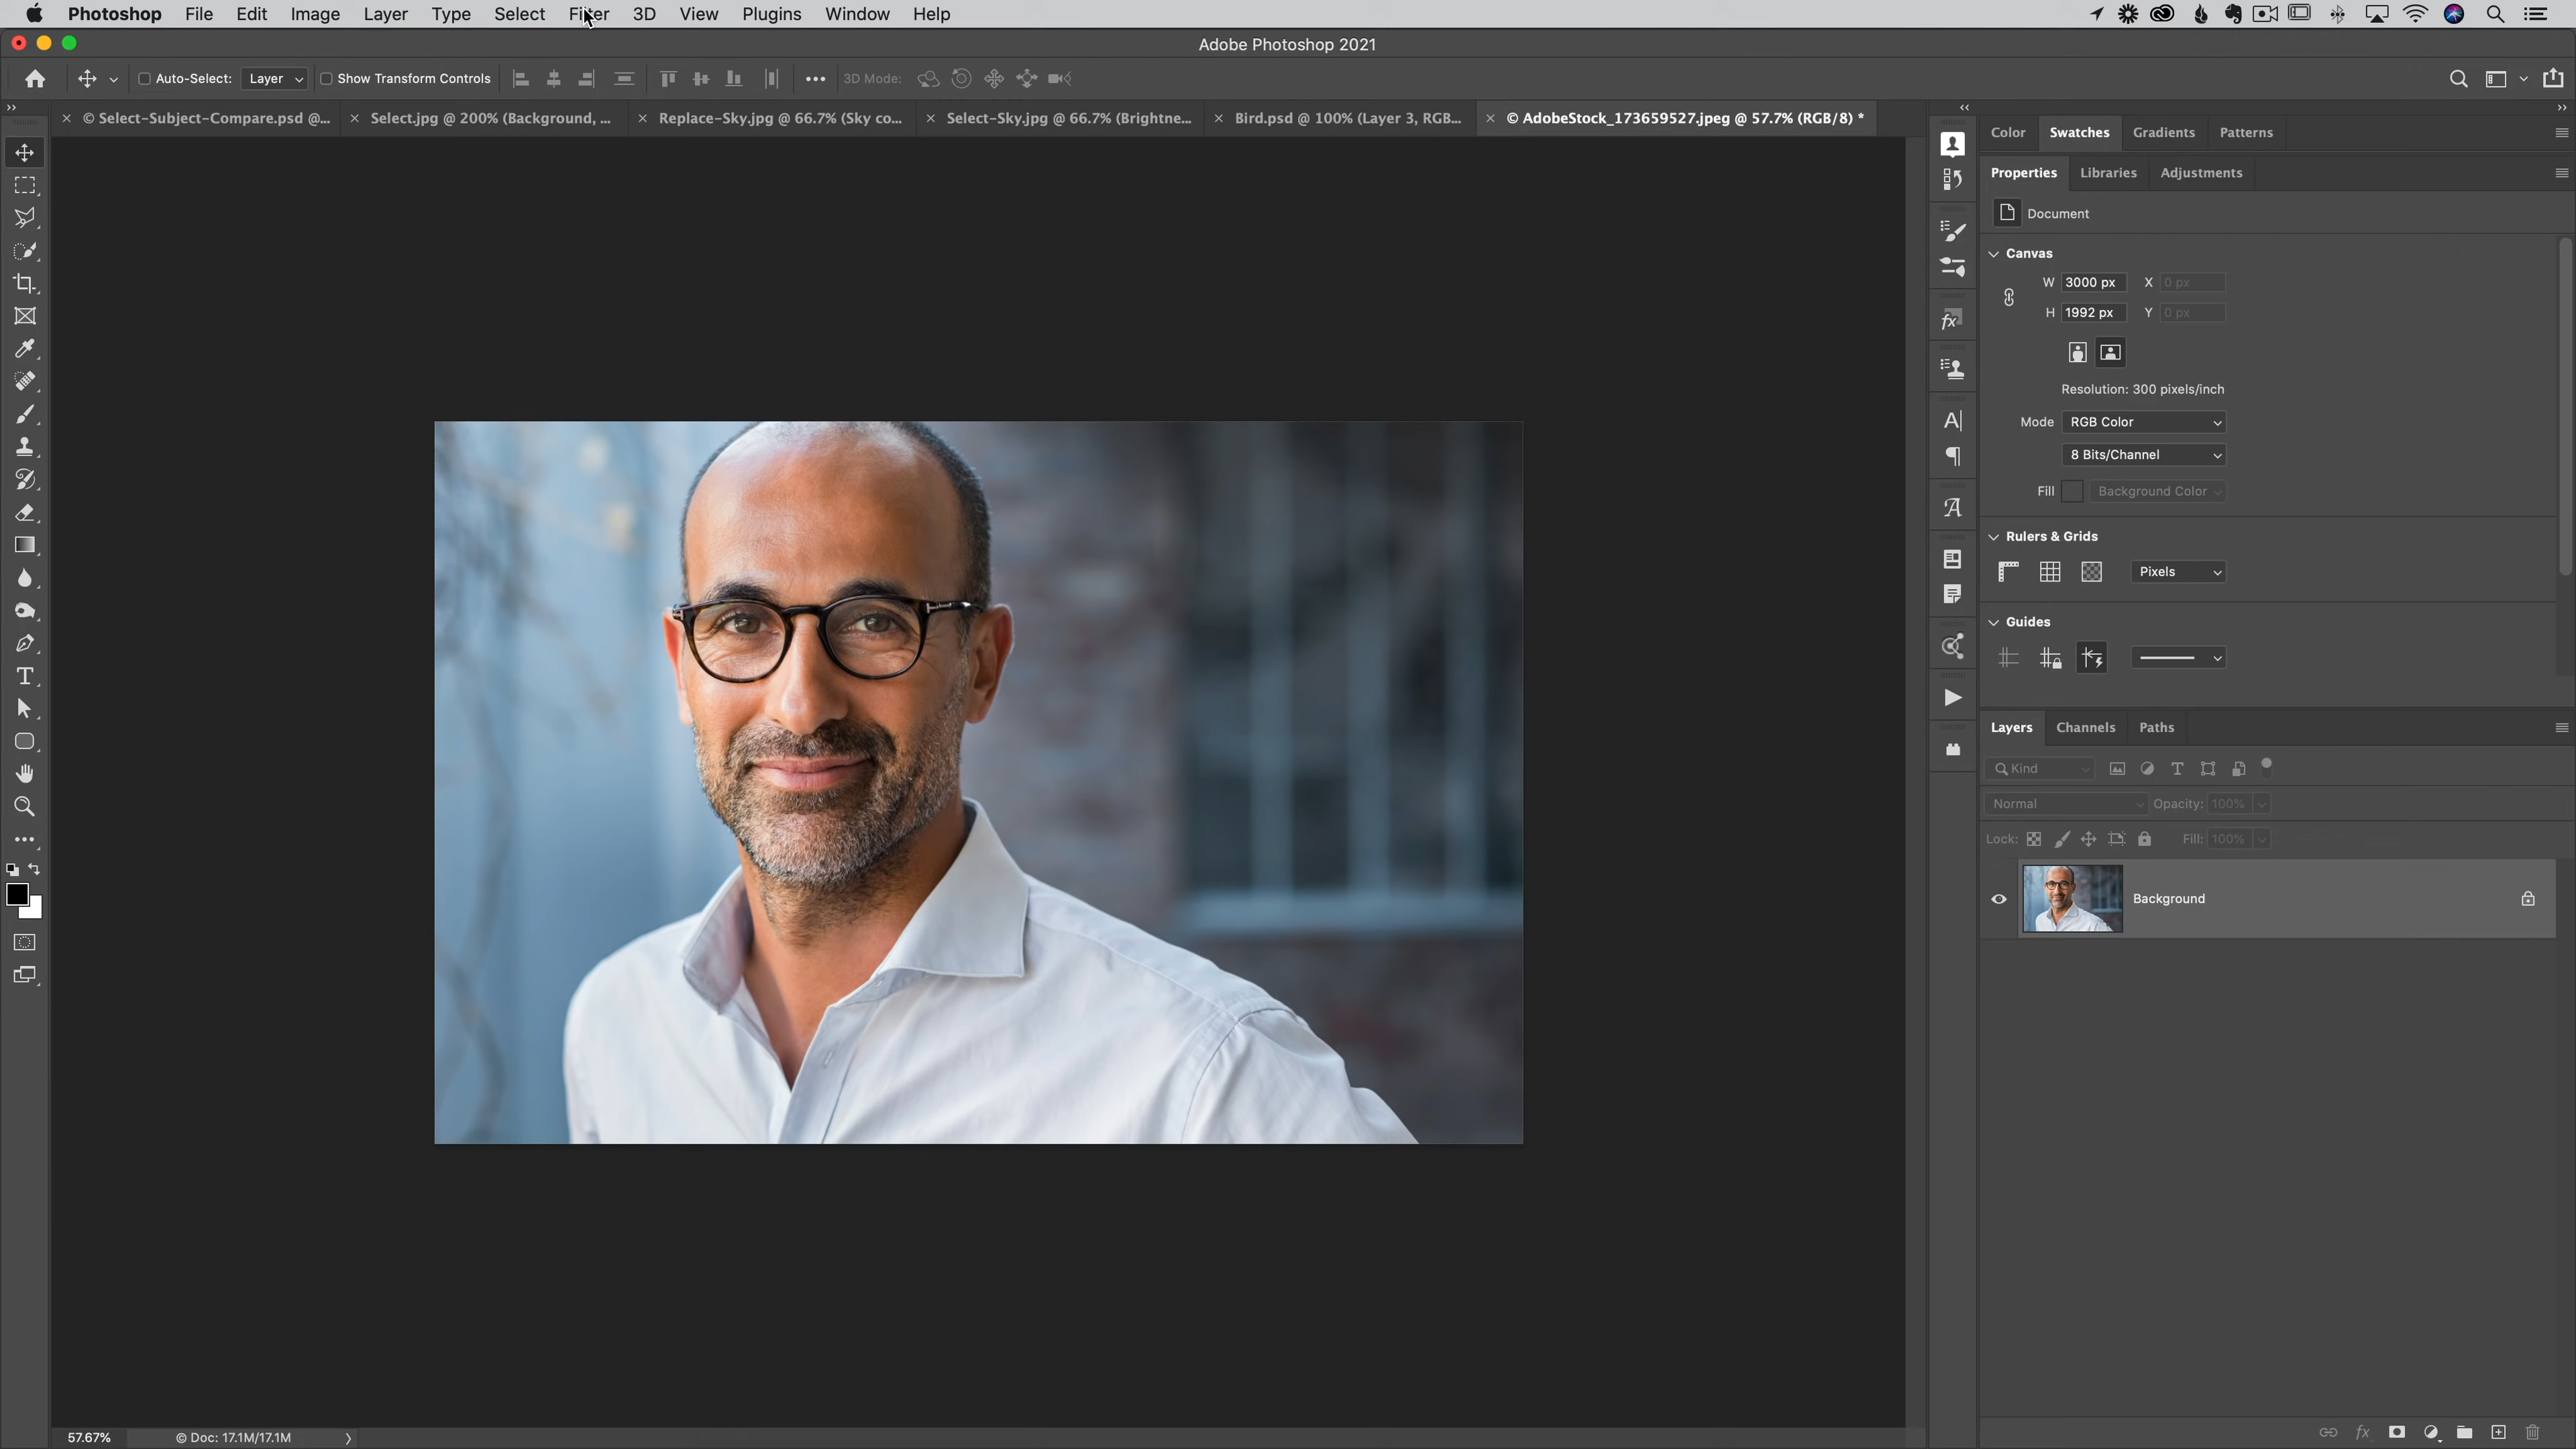 Photoshop File Edit Image Layer Type Select Filter 3D View Plugins Window Help
Adobe Photoshop 2021
Auto-Select: Layer Show Transform Controls 3D Mode:
© Select-Subject-Compare.psd @... Select.jpg @ 200% (Background, ... Replace-Sky.jpg @ 66.7% (Sky co... Select-Sky.jpg @ 66.7% (Brightne... Bird.psd @ 100% (Layer 3, RGB... © AdobeStock_173659527.jpeg @ 57.7% (RGB/8) *
Color Swatches Gradients Patterns
Properties Libraries Adjustments
Document
Canvas
W 3000 px X 0 px
H 1992 px Y 0 px
Resolution: 300 pixels/inch
Mode RGB Color
8 Bits/Channel
Fill Background Color
Rulers & Grids
Pixels
Guides
Layers Channels Paths
Kind
Normal Opacity: 100%
Lock: Fill: 100%
Background
57.67% © Doc: 17.1M/17.1M